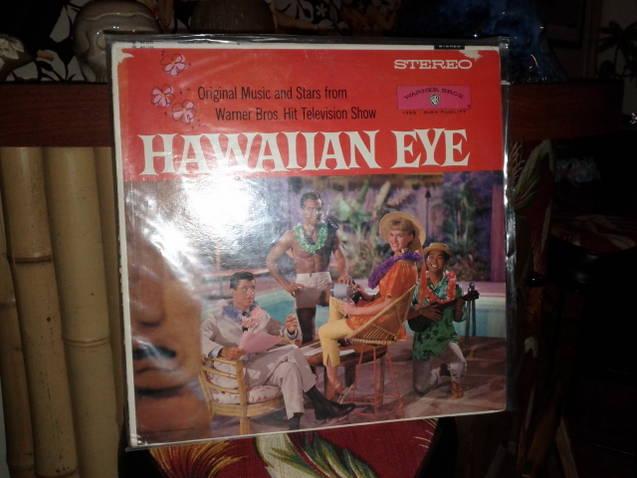 STEREO
Original Music and Stars from
Warner Bros. Hit Television Show
WARNER BROS.
HAWAIIAN EYE